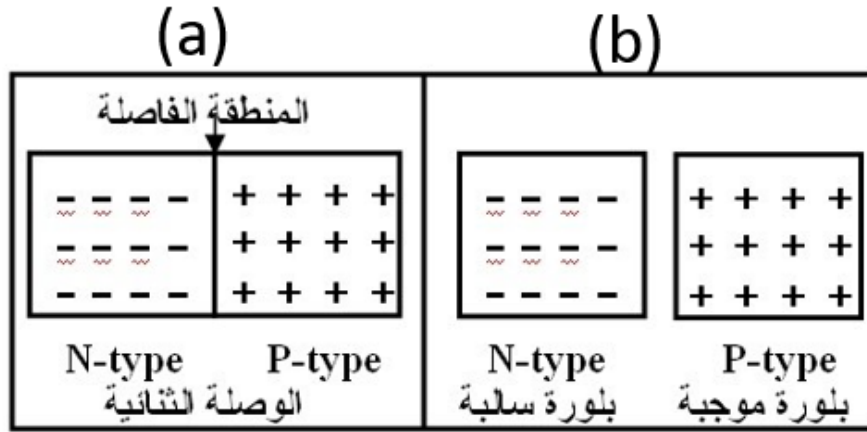 (a) (b)
المنطقة الفاصلة
- - - - + + + + - - - - + + + +
- - - - + + + + - - - - + + + +
- - - - + + + + - - - - + + + +
N-type P-type N-type P-type
الوصلة الثنائية بلورة سالبة بلورة موجبة